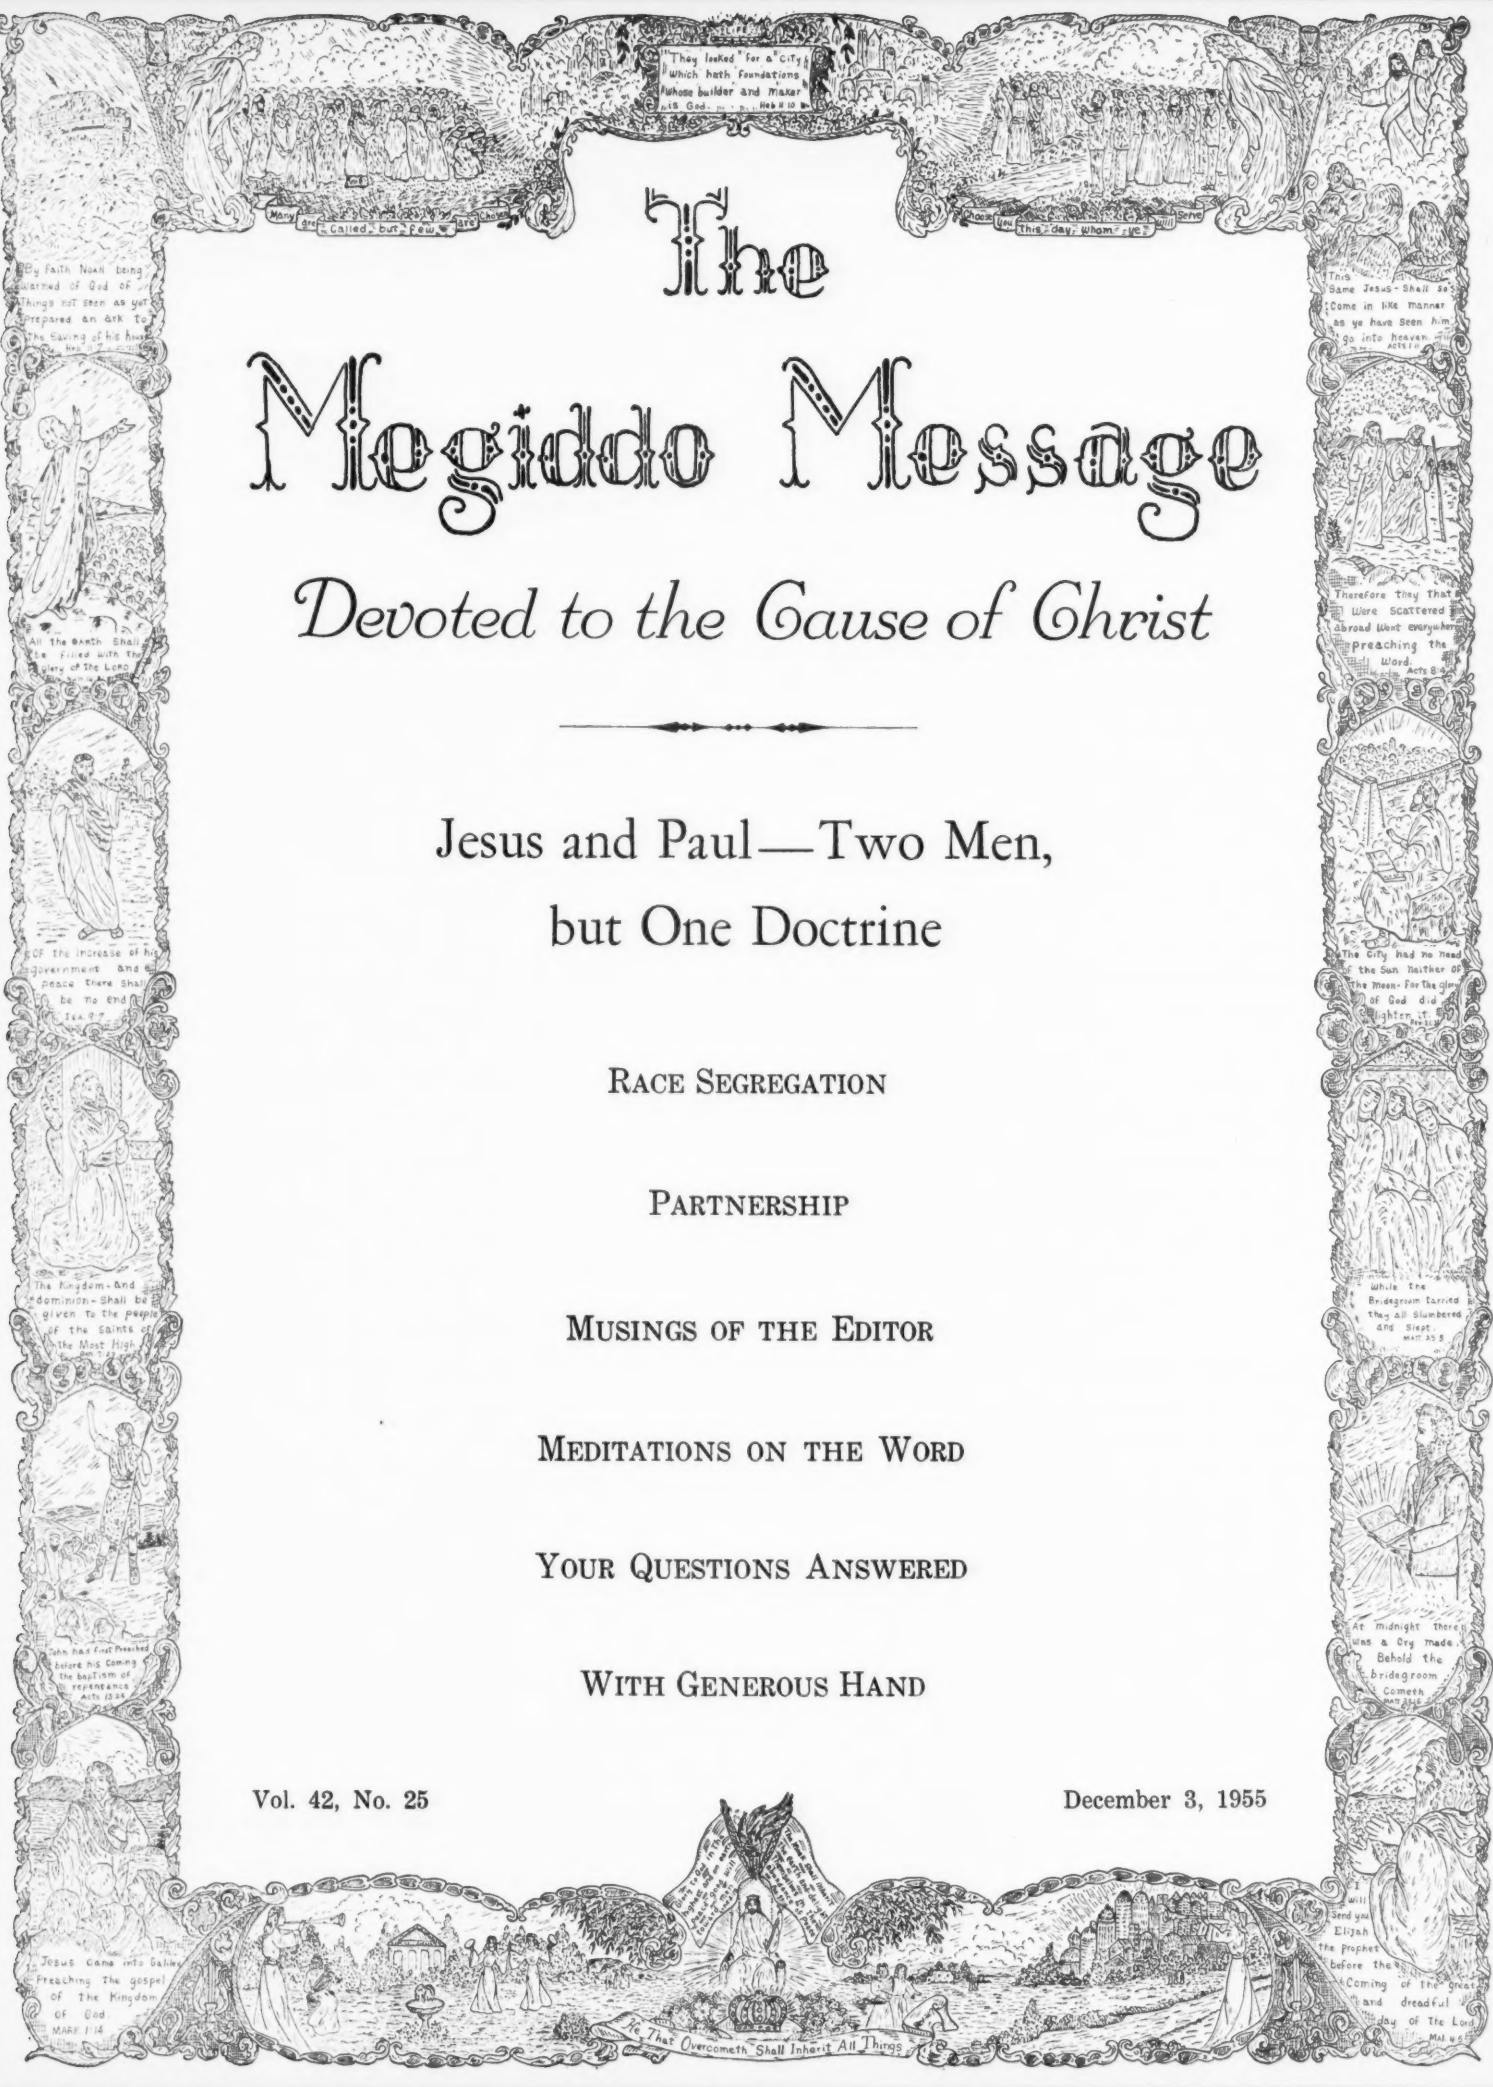 They looked for a City
Which hath foundations
Whose builder and Maker
is God. Heb 11 10
Many are Called but Few are Chosen
Choose You this day Whom ye Will Serve
The
Megiddo Message
Devoted to the Cause of Christ
Jesus and Paul—Two Men,
but One Doctrine
RACE SEGREGATION
PARTNERSHIP
MUSINGS OF THE EDITOR
MEDITATIONS ON THE WORD
YOUR QUESTIONS ANSWERED
WITH GENEROUS HAND
Vol. 42, No. 25
December 3, 1955
By Faith Noah being
warned of God of
Things not seen as yet
Prepared an ark to
the Saving of his house
Heb 11 7
All the earth Shall
be filled with the
glory of the Lord
Of the increase of his
government and
peace there shall
be no end
Isa. 9:7
The Kingdom and
dominion Shall be
given to the people
of the Saints of
the Most High
John had first Preached
before his Coming
the baptism of
repentance
Acts 13:24
Jesus Came into Galilee
Preaching the gospel
of the Kingdom
of God
MARK 1:14
This
Same Jesus - Shall so
Come in like manner
as ye have Seen him
go into heaven.
ACTS 1 11
Therefore they that
Were Scattered
abroad Went everywhere
preaching the
Word.
Acts 8:4
The City had no need
of the Sun neither of
the moon - for the glory
of God did
lighten it.
While the
Bridegroom tarried
they all Slumbered
and Slept.
MATT 25 5
At midnight there
Was a Cry made.
Behold the
bridegroom
Cometh
I
will
Send you
Elijah
the prophet
before the
Coming of the great
and dreadful
day of the Lord
Mal 4 5
He That Overcometh Shall Inherit All Things